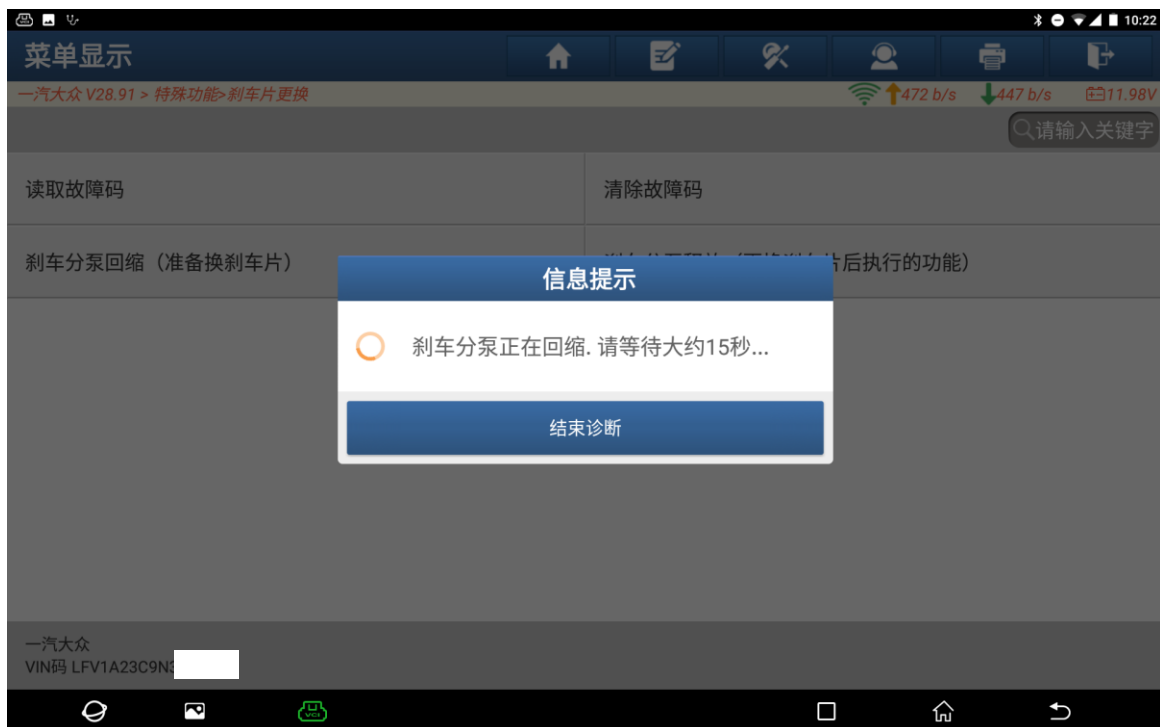 10:22
菜单显示
一汽大众 V28.91 > 特殊功能>刹车片更换
472 b/s 447 b/s 11.98V
请输入关键字
读取故障码
清除故障码
刹车分泵回缩（准备换刹车片）
片后执行的功能）
信息提示
刹车分泵正在回缩. 请等待大约15秒...
结束诊断
一汽大众
VIN码 LFV1A23C9N3
VCI